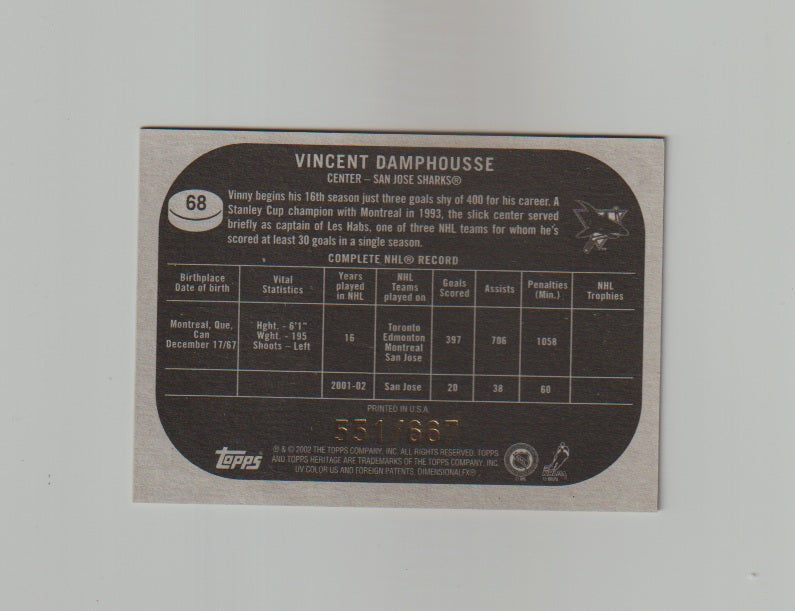 VINCENT DAMPHOUSSE
CENTER – SAN JOSE SHARKS®
68
Vinny begins his 16th season just three goals shy of 400 for his career. A
Stanley Cup champion with Montreal in 1993, the slick center served
briefly as captain of Les Habs, one of three NHL teams for whom he's
scored at least 30 goals in a single season.
COMPLETE NHL® RECORD
Birthplace
Date of birth
Vital
Statistics
Years
played
in NHL
NHL
Teams
played on
Goals
Scored
Assists
Penalties
(Min.)
NHL
Trophies
Montreal, Que,
Can
December 17/67
Hght. - 6'1"
Wght. - 195
Shoots – Left
16
Toronto
Edmonton
Montreal
San Jose
397
706
1058
2001-02
San Jose
20
38
60
PRINTED IN U.S.A.
551/667
topps
® & © 2002 THE TOPPS COMPANY, INC. ALL RIGHTS RESERVED. TOPPS
AND TOPPS HERITAGE ARE TRADEMARKS OF THE TOPPS COMPANY, INC.
UV COLOR US AND FOREIGN PATENTS. DIMENSIONALFX®